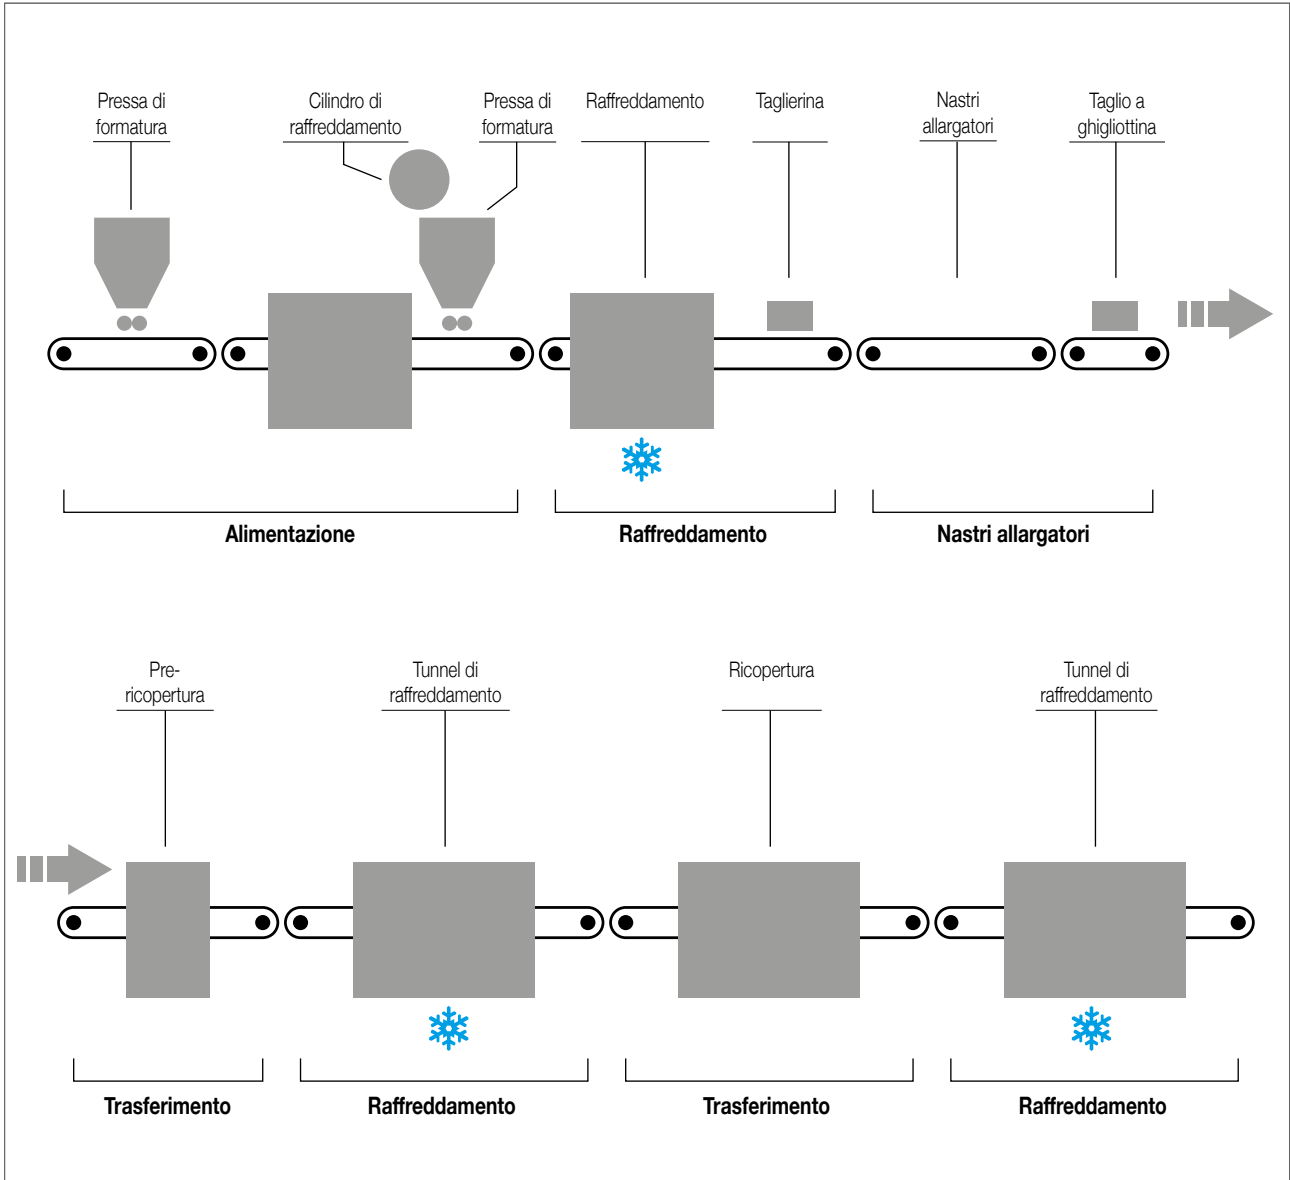 Pressa di
formatura
Cilindro di
raffreddamento
Pressa di
formatura
Raffreddamento
Taglierina
Nastri
allargatori
Taglio a
ghigliottina
Alimentazione
Raffreddamento
Nastri allargatori
Pre-
ricopertura
Tunnel di
raffreddamento
Ricopertura
Tunnel di
raffreddamento
Trasferimento
Raffreddamento
Trasferimento
Raffreddamento